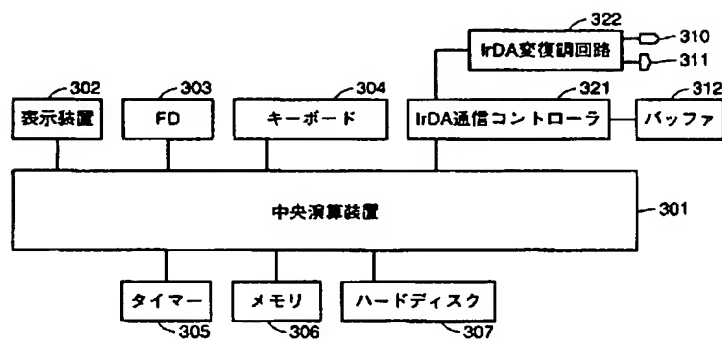 322
310
IrDA変復調回路
311
302
303
304
321
312
表示装置
FD
キーボード
IrDA通信コントローラ
バッファ
中央演算装置
301
タイマー
メモリ
ハードディスク
305
306
307